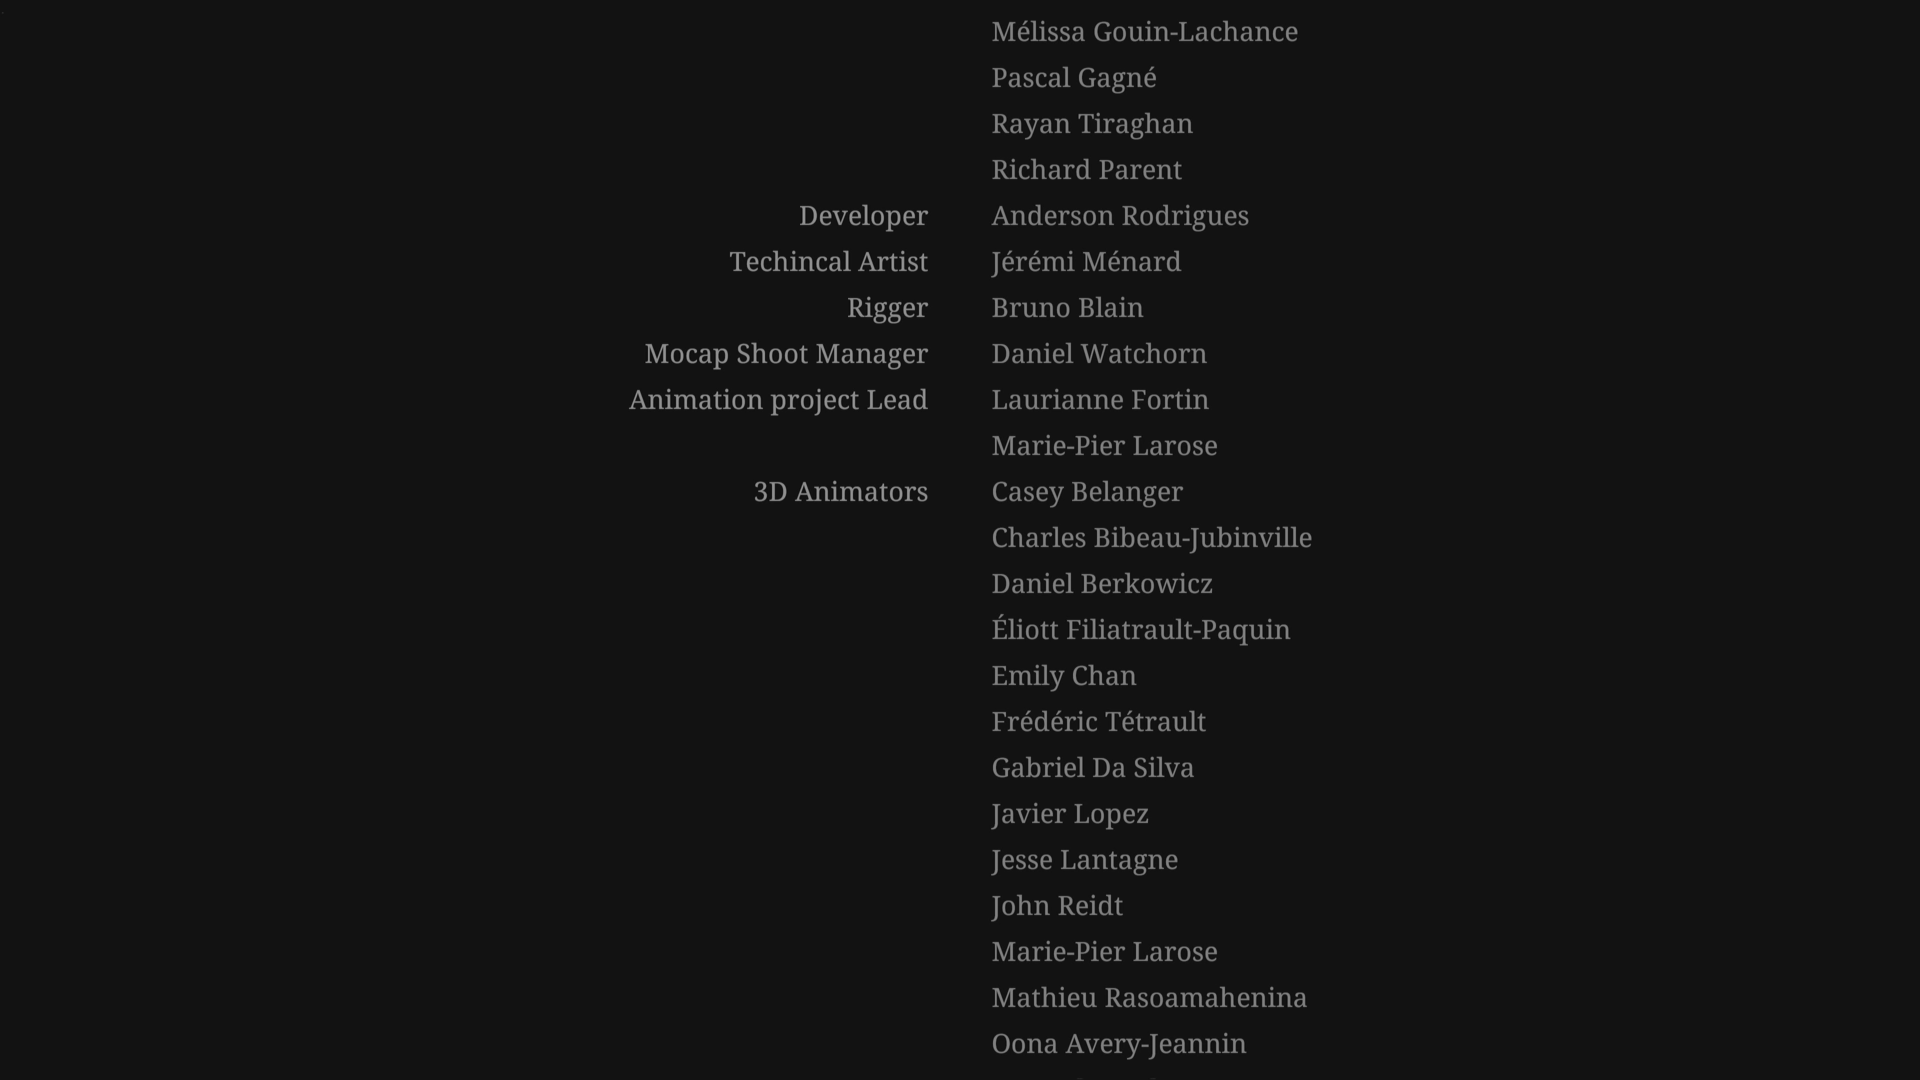 Mélissa Gouin-Lachance
Pascal Gagné
Rayan Tiraghan
Richard Parent
Developer Anderson Rodrigues
Techincal Artist Jérémi Ménard
Rigger Bruno Blain
Mocap Shoot Manager Daniel Watchorn
Animation project Lead Laurianne Fortin
Marie-Pier Larose
3D Animators Casey Belanger
Charles Bibeau-Jubinville
Daniel Berkowicz
Éliott Filiatrault-Paquin
Emily Chan
Frédéric Tétrault
Gabriel Da Silva
Javier Lopez
Jesse Lantagne
John Reidt
Marie-Pier Larose
Mathieu Rasoamahenina
Oona Avery-Jeannin